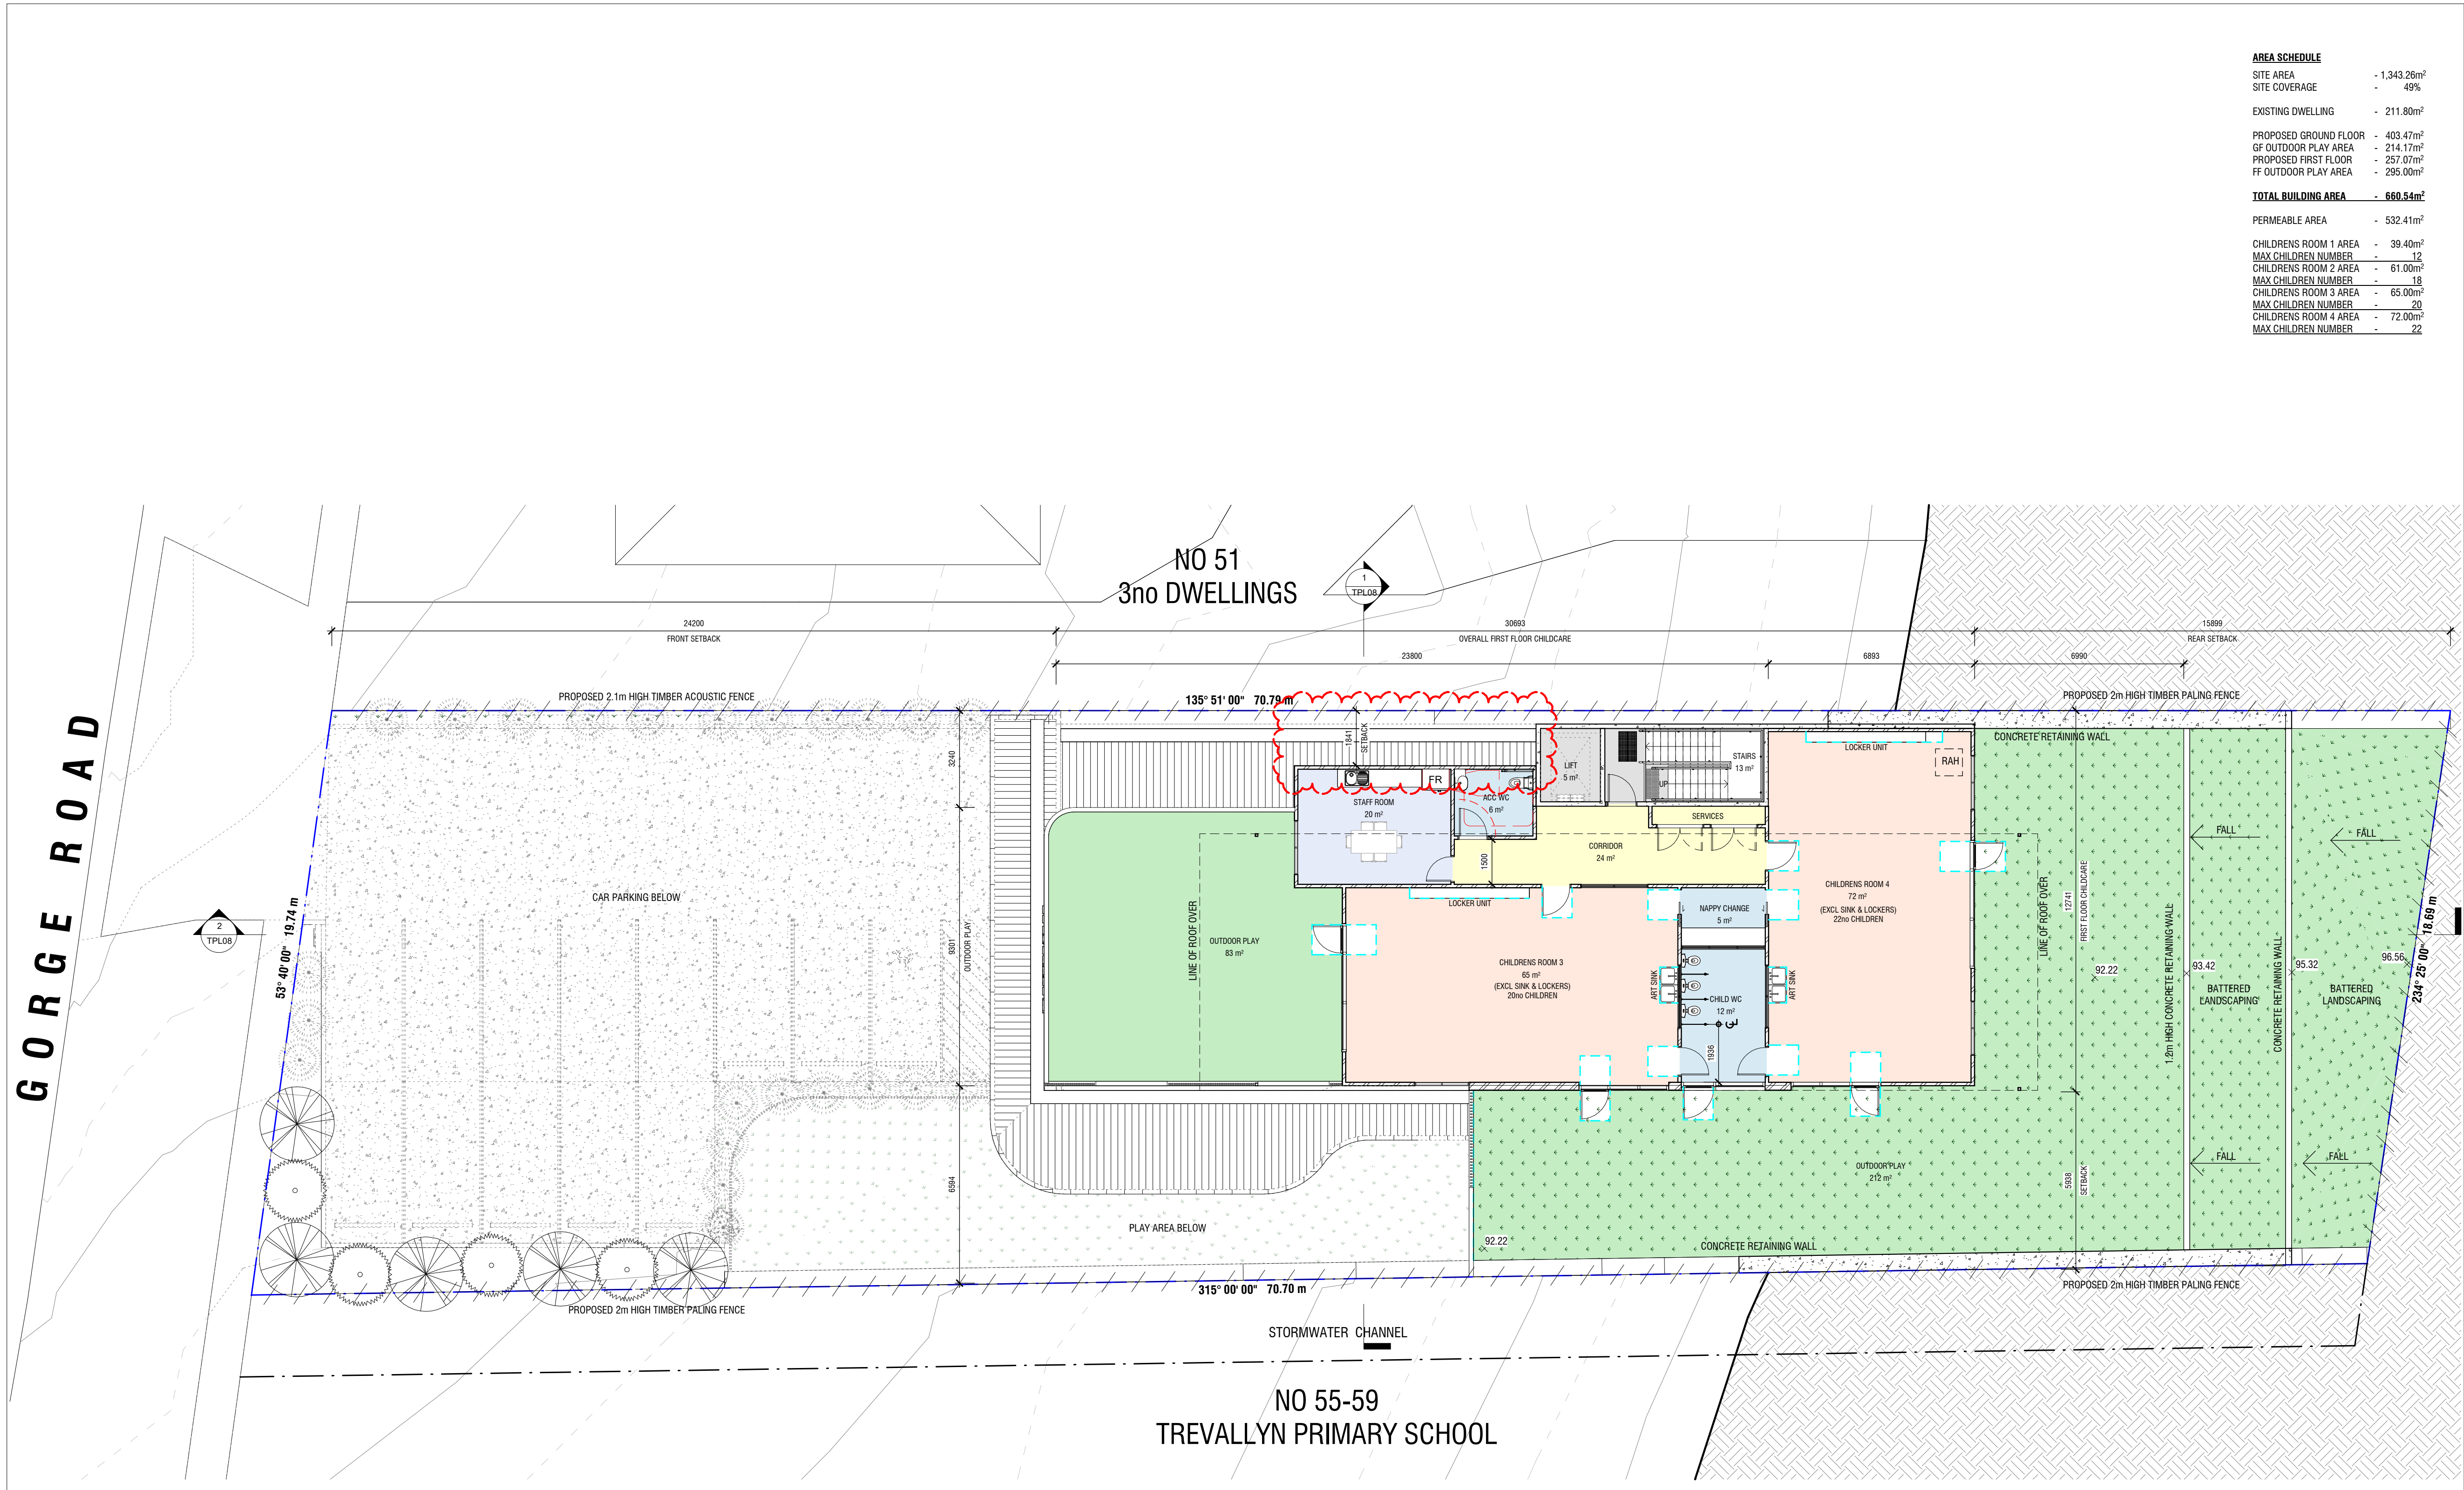 AREA SCHEDULE
SITE AREA - 1,343.26m²
SITE COVERAGE - 49%
EXISTING DWELLING - 211.80m²
PROPOSED GROUND FLOOR - 403.47m²
GF OUTDOOR PLAY AREA - 214.17m²
PROPOSED FIRST FLOOR - 257.07m²
FF OUTDOOR PLAY AREA - 295.00m²
TOTAL BUILDING AREA - 660.54m²
PERMEABLE AREA - 532.41m²
CHILDRENS ROOM 1 AREA - 39.40m²
MAX CHILDREN NUMBER - 12
CHILDRENS ROOM 2 AREA - 61.00m²
MAX CHILDREN NUMBER - 18
CHILDRENS ROOM 3 AREA - 65.00m²
MAX CHILDREN NUMBER - 20
CHILDRENS ROOM 4 AREA - 72.00m²
MAX CHILDREN NUMBER - 22
NO 51
3no DWELLINGS
1
TPL08
24200
FRONT SETBACK
30693
OVERALL FIRST FLOOR CHILDCARE
15899
REAR SETBACK
23800
6893
6990
PROPOSED 2.1m HIGH TIMBER ACOUSTIC FENCE
135° 51' 00" 70.79 m
PROPOSED 2m HIGH TIMBER PALING FENCE
GORGE ROAD
53° 40' 00" 19.74 m
2
TPL08
CAR PARKING BELOW
3240
9301
OUTDOOR PLAY
6594
1841
SETBACK
LINE OF ROOF OVER
OUTDOOR PLAY
83 m²
FR
STAFF ROOM
20 m²
ACC WC
6 m²
LIFT
5 m²
STAIRS
13 m²
UP
SERVICES
CORRIDOR
24 m²
1500
LOCKER UNIT
RAH
LOCKER UNIT
CHILDRENS ROOM 3
65 m²
(EXCL SINK & LOCKERS)
20no CHILDREN
NAPPY CHANGE
5 m²
ART SINK
CHILD WC
12 m²
1936
ART SINK
CHILDRENS ROOM 4
72 m²
(EXCL SINK & LOCKERS)
22no CHILDREN
CONCRETE RETAINING WALL
LINE OF ROOF OVER
12741
FIRST FLOOR CHILDCARE
5938
SETBACK
92.22
1.2m HIGH CONCRETE RETAINING WALL
93.42
FALL
BATTERED
LANDSCAPING
FALL
CONCRETE RETAINING WALL
95.32
FALL
BATTERED
LANDSCAPING
FALL
96.56
234° 25' 00" 18.69 m
OUTDOOR PLAY
212 m²
92.22
CONCRETE RETAINING WALL
PLAY AREA BELOW
PROPOSED 2m HIGH TIMBER PALING FENCE
315° 00' 00" 70.70 m
PROPOSED 2m HIGH TIMBER PALING FENCE
STORMWATER CHANNEL
NO 55-59
TREVALLYN PRIMARY SCHOOL